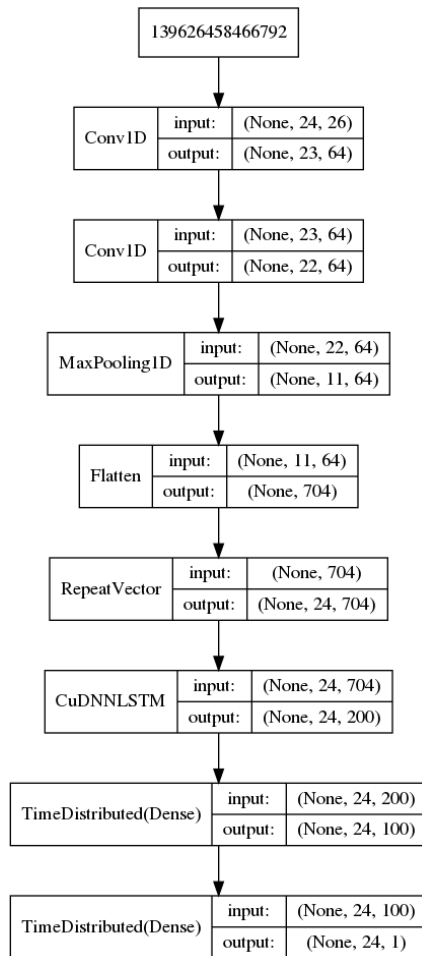 139626458466792
Conv1D
input: (None, 24, 26)
output: (None, 23, 64)
Conv1D
input: (None, 23, 64)
output: (None, 22, 64)
MaxPooling1D
input: (None, 22, 64)
output: (None, 11, 64)
Flatten
input: (None, 11, 64)
output: (None, 704)
RepeatVector
input: (None, 704)
output: (None, 24, 704)
CuDNNLSTM
input: (None, 24, 704)
output: (None, 24, 200)
TimeDistributed(Dense)
input: (None, 24, 200)
output: (None, 24, 100)
TimeDistributed(Dense)
input: (None, 24, 100)
output: (None, 24, 1)